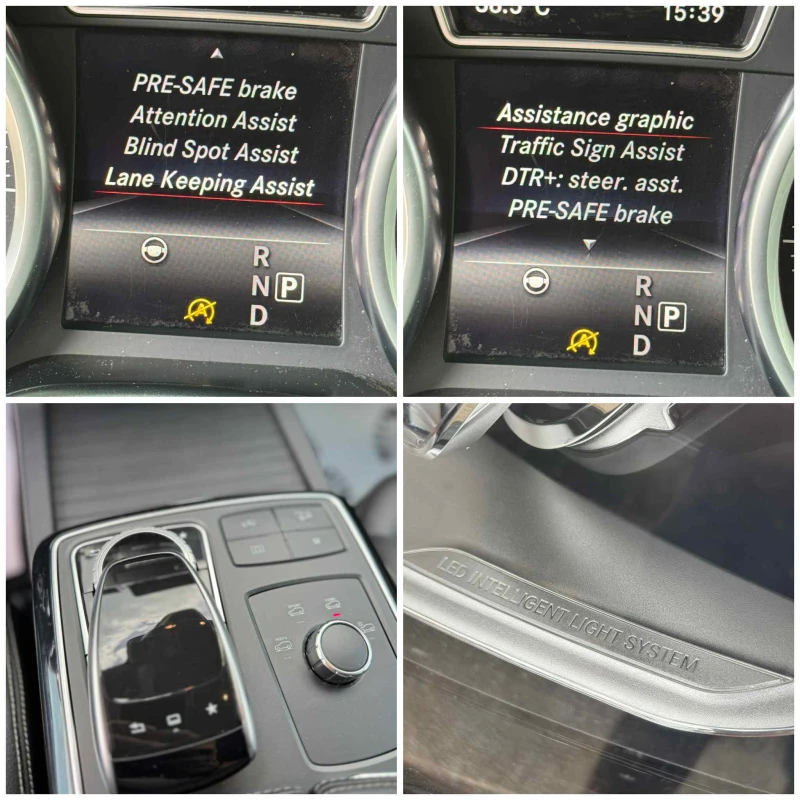 PRE-SAFE brake
Attention Assist
Blind Spot Assist
Lane Keeping Assist
R
N P
D
A
15:39
Assistance graphic
Traffic Sign Assist
DTR+: steer. asst.
PRE-SAFE brake
R
N P
D
A
LED INTELLIGENT LIGHT SYSTEM